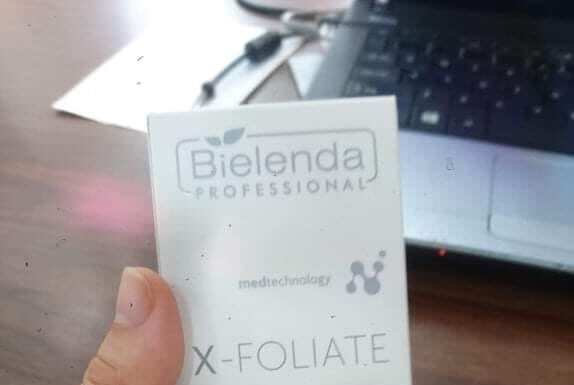 Bielenda
PROFESSIONAL
medtechnology
X-FOLIATE